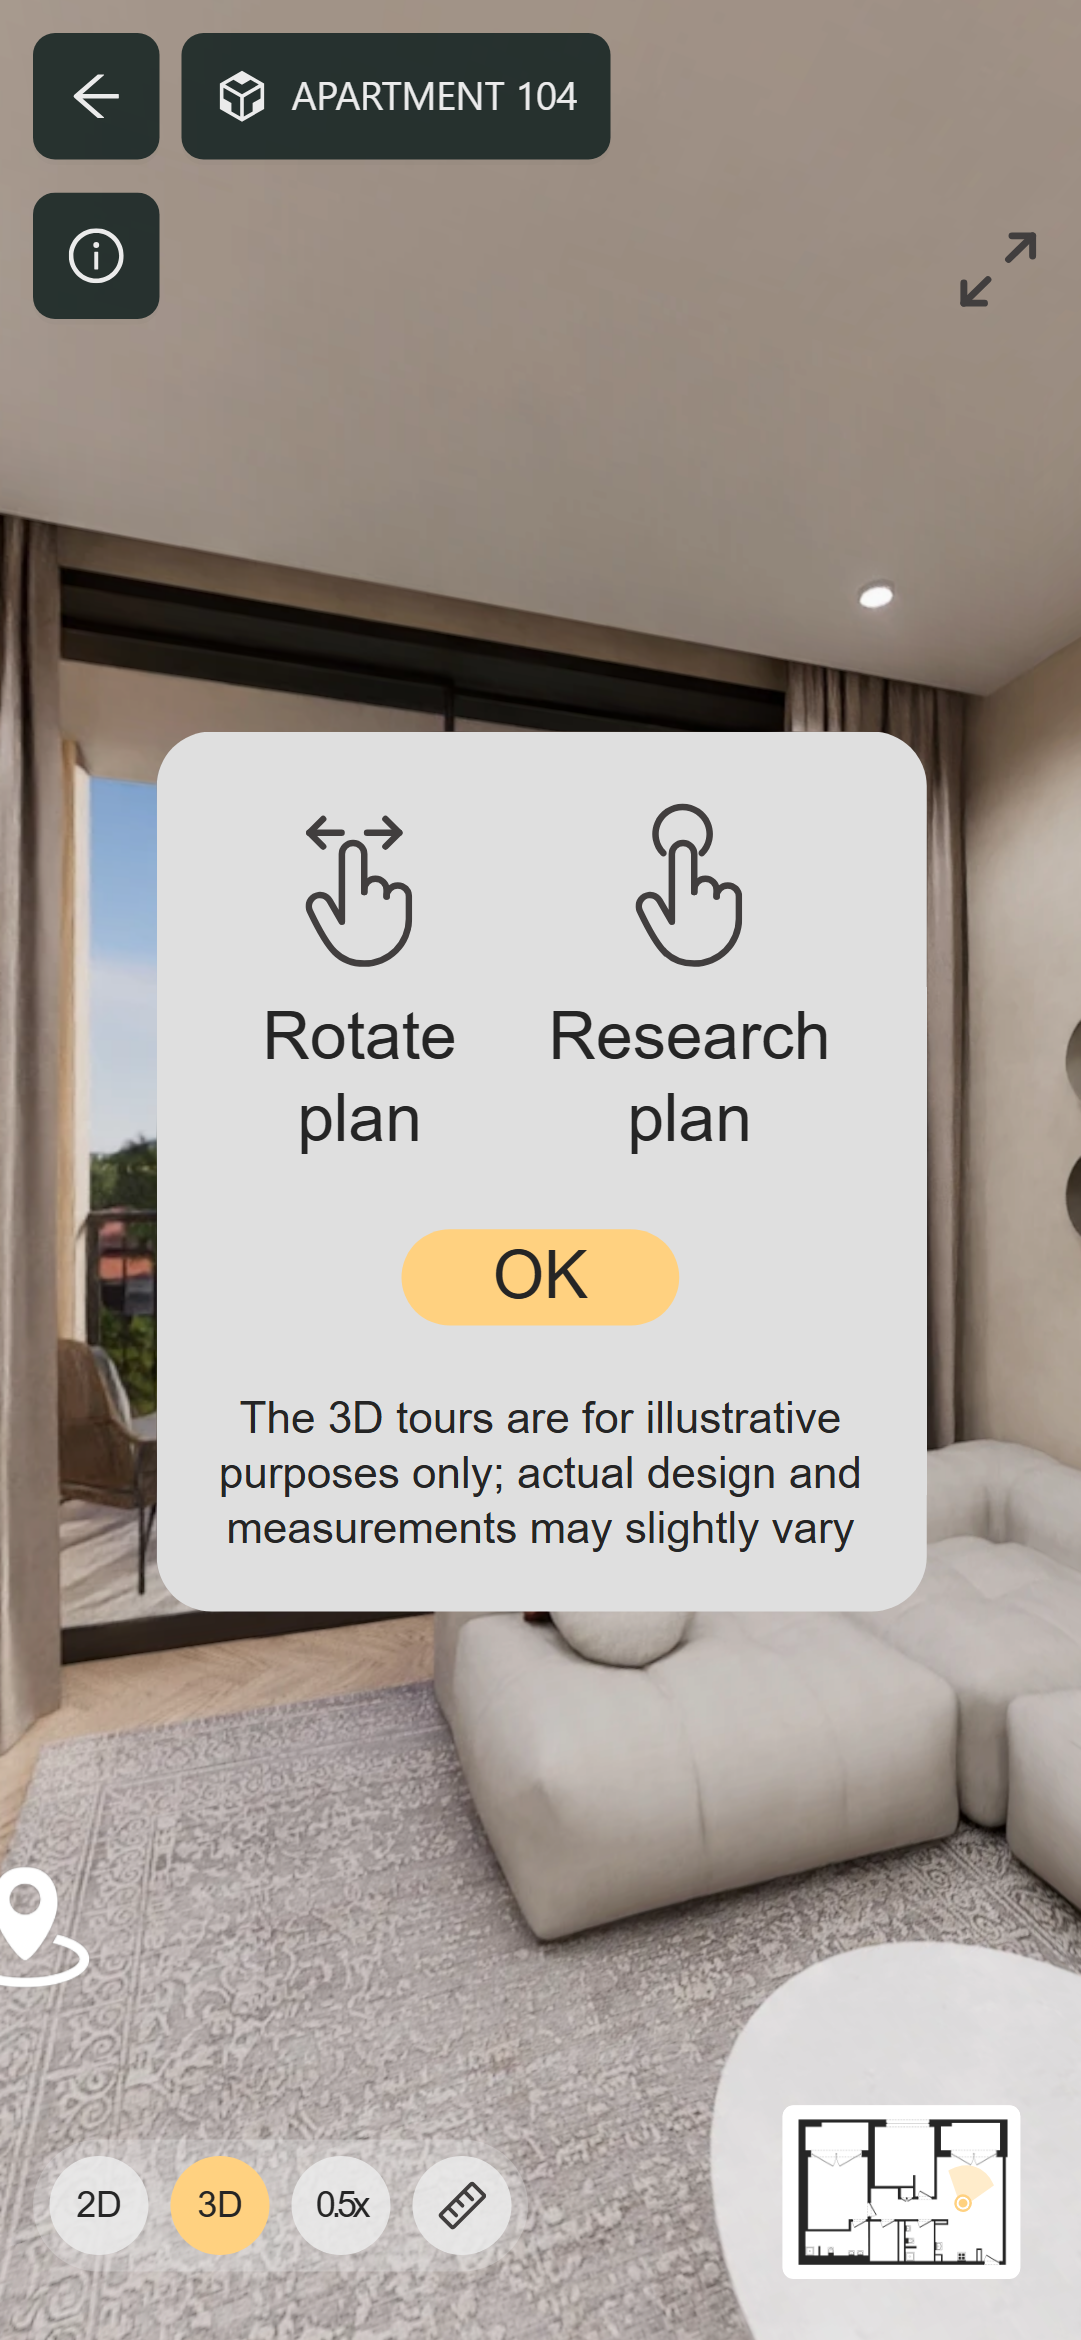 APARTMENT 104
Rotate
plan
Research
plan
OK
The 3D tours are for illustrative
purposes only; actual design and
measurements may slightly vary
2D
3D
0.5x